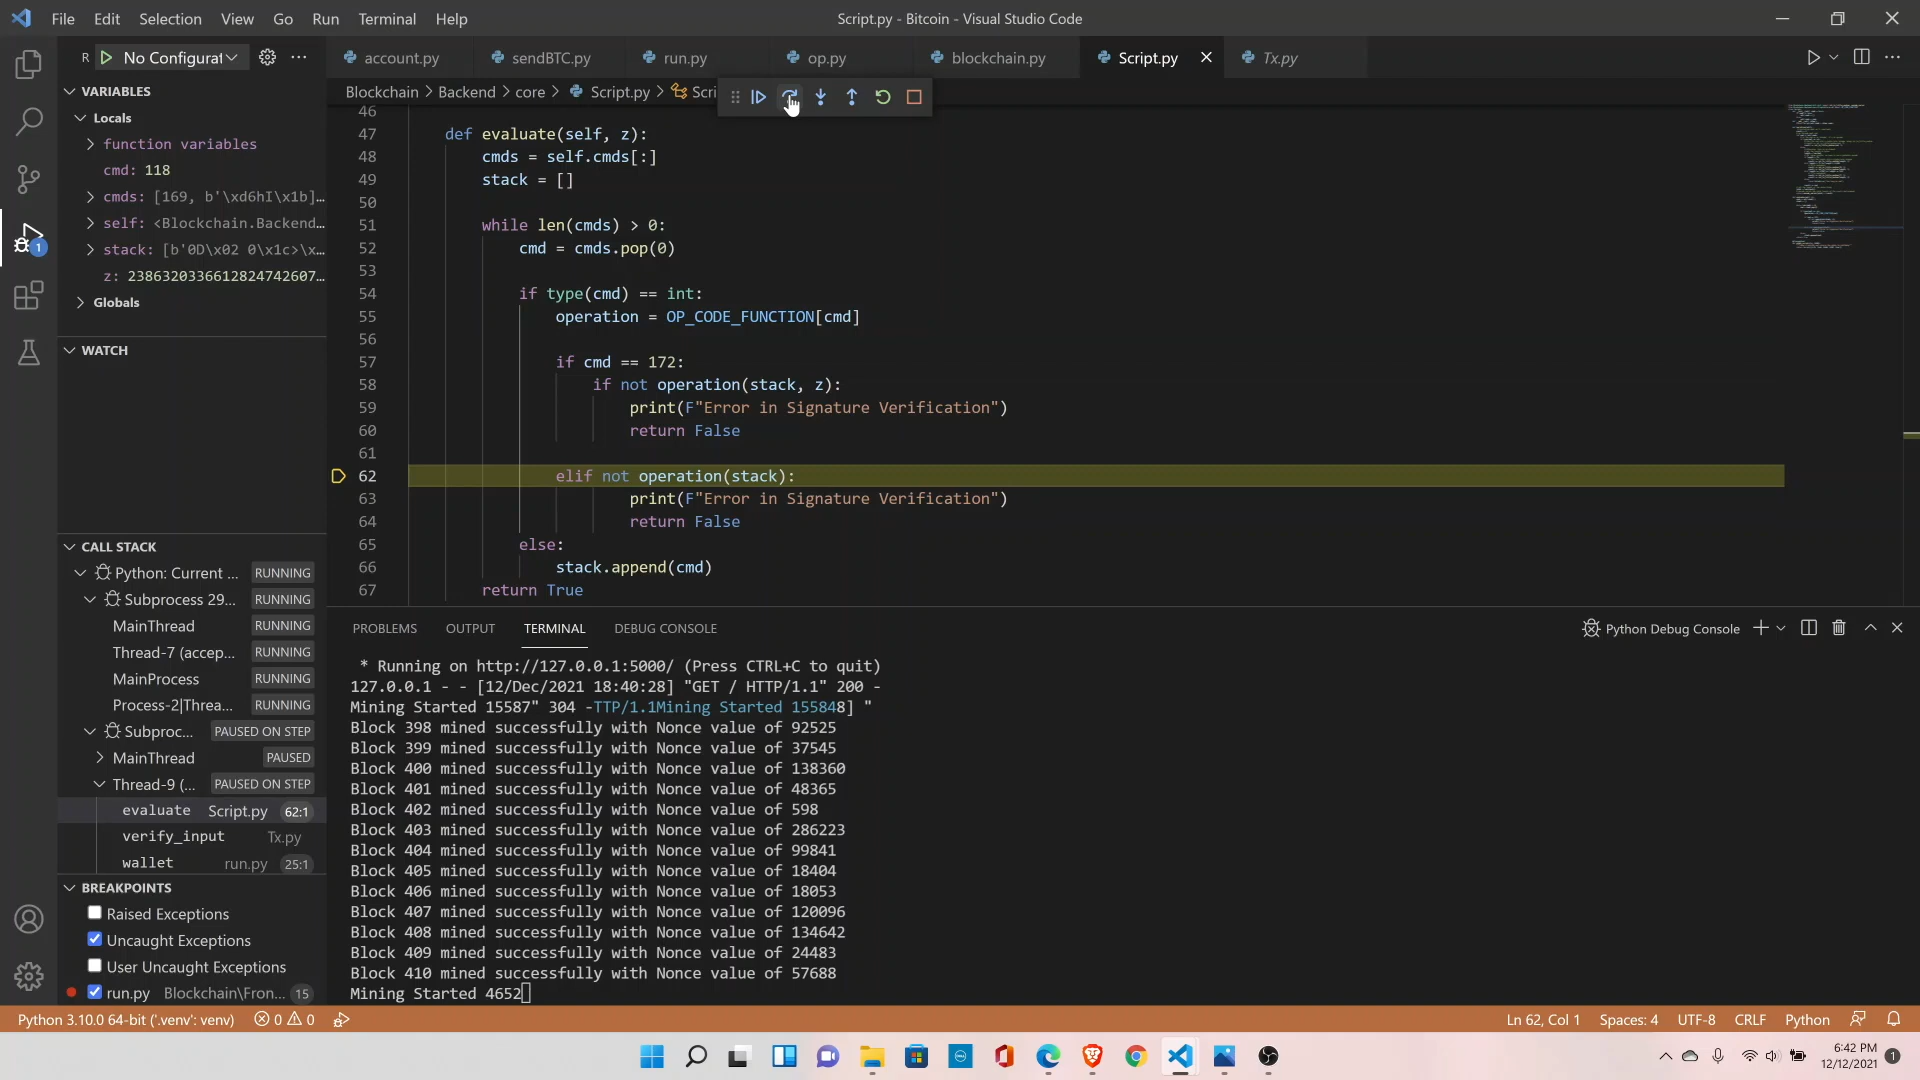 File Edit Selection View Go Run Terminal Help
Script.py - Bitcoin - Visual Studio Code
R No Configurat
account.py sendBTC.py run.py op.py blockchain.py Script.py Tx.py
Blockchain > Backend > core > Script.py > Scri
VARIABLES
Locals
function variables
cmd: 118
cmds: [169, b'\xd6hI\x1b]...
self: <Blockchain.Backend...
stack: [b'0D\x02 0\x1c>\x...
z: 2386320336612824742607...
Globals
WATCH
CALL STACK
Python: Current ... RUNNING
Subprocess 29... RUNNING
MainThread RUNNING
Thread-7 (accep... RUNNING
MainProcess RUNNING
Process-2|Threa... RUNNING
Subproc... PAUSED ON STEP
MainThread PAUSED
Thread-9 (... PAUSED ON STEP
evaluate Script.py 62:1
verify_input Tx.py
wallet run.py 25:1
BREAKPOINTS
Raised Exceptions
Uncaught Exceptions
User Uncaught Exceptions
run.py Blockchain\Fron... 15
46
47 def evaluate(self, z):
48 cmds = self.cmds[:]
49 stack = []
50
51 while len(cmds) > 0:
52 cmd = cmds.pop(0)
53
54 if type(cmd) == int:
55 operation = OP_CODE_FUNCTION[cmd]
56
57 if cmd == 172:
58 if not operation(stack, z):
59 print(F"Error in Signature Verification")
60 return False
61
62 elif not operation(stack):
63 print(F"Error in Signature Verification")
64 return False
65 else:
66 stack.append(cmd)
67 return True
PROBLEMS OUTPUT TERMINAL DEBUG CONSOLE
Python Debug Console
* Running on http://127.0.0.1:5000/ (Press CTRL+C to quit)
127.0.0.1 - - [12/Dec/2021 18:40:28] "GET / HTTP/1.1" 200 -
Mining Started 15587" 304 -TTP/1.1Mining Started 155848] "
Block 398 mined successfully with Nonce value of 92525
Block 399 mined successfully with Nonce value of 37545
Block 400 mined successfully with Nonce value of 138360
Block 401 mined successfully with Nonce value of 48365
Block 402 mined successfully with Nonce value of 598
Block 403 mined successfully with Nonce value of 286223
Block 404 mined successfully with Nonce value of 99841
Block 405 mined successfully with Nonce value of 18404
Block 406 mined successfully with Nonce value of 18053
Block 407 mined successfully with Nonce value of 120096
Block 408 mined successfully with Nonce value of 134642
Block 409 mined successfully with Nonce value of 24483
Block 410 mined successfully with Nonce value of 57688
Mining Started 4652
Python 3.10.0 64-bit ('.venv': venv) 0 0
Ln 62, Col 1 Spaces: 4 UTF-8 CRLF Python
6:42 PM
12/12/2021
1